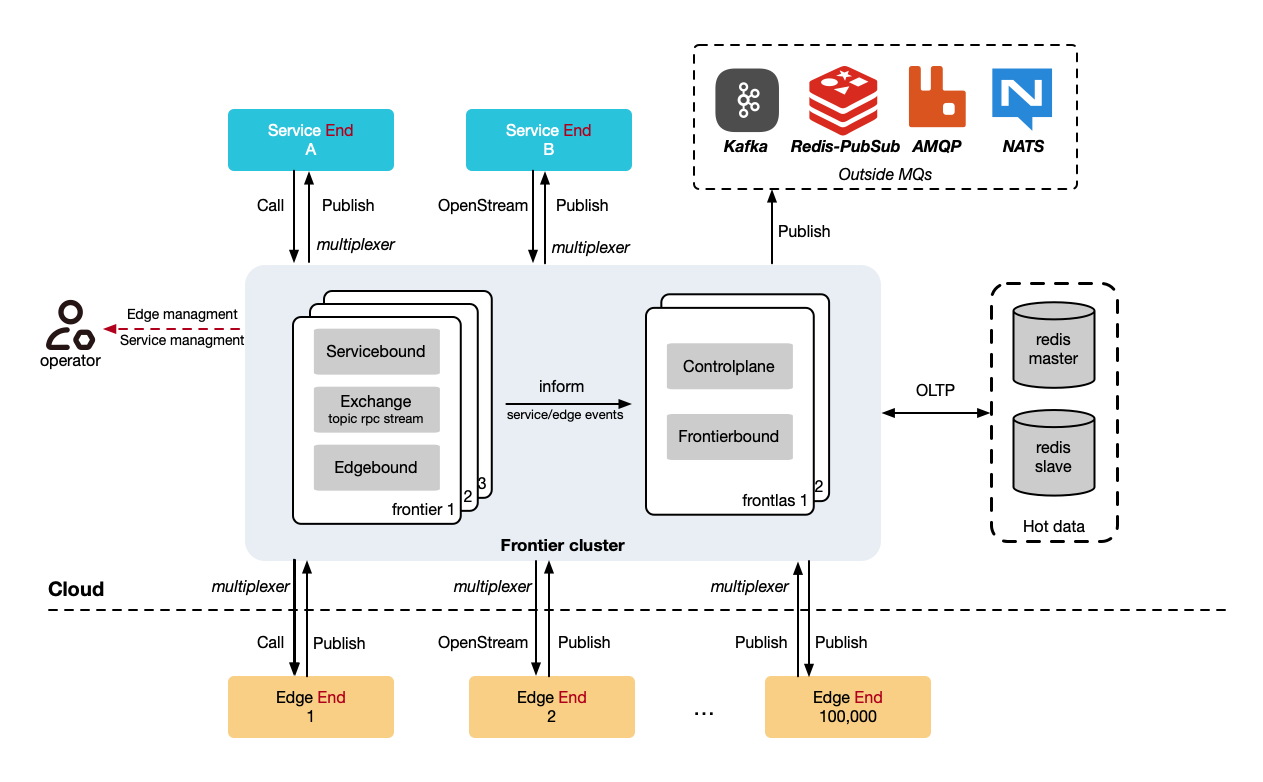 Kafka
Redis-PubSub
AMQP
NATS
Outside MQs
Service End
A
Service End
B
Call
Publish
multiplexer
OpenStream
Publish
multiplexer
Publish
operator
Edge managment
Service managment
Servicebound
Exchange
topic rpc stream
Edgebound
frontier 1
2
3
inform
service/edge events
Controlplane
Frontierbound
frontlas 1
2
Frontier cluster
OLTP
redis
master
redis
slave
Hot data
Cloud
multiplexer
multiplexer
multiplexer
Call
Publish
OpenStream
Publish
Publish
Publish
Edge End
1
Edge End
2
...
Edge End
100,000